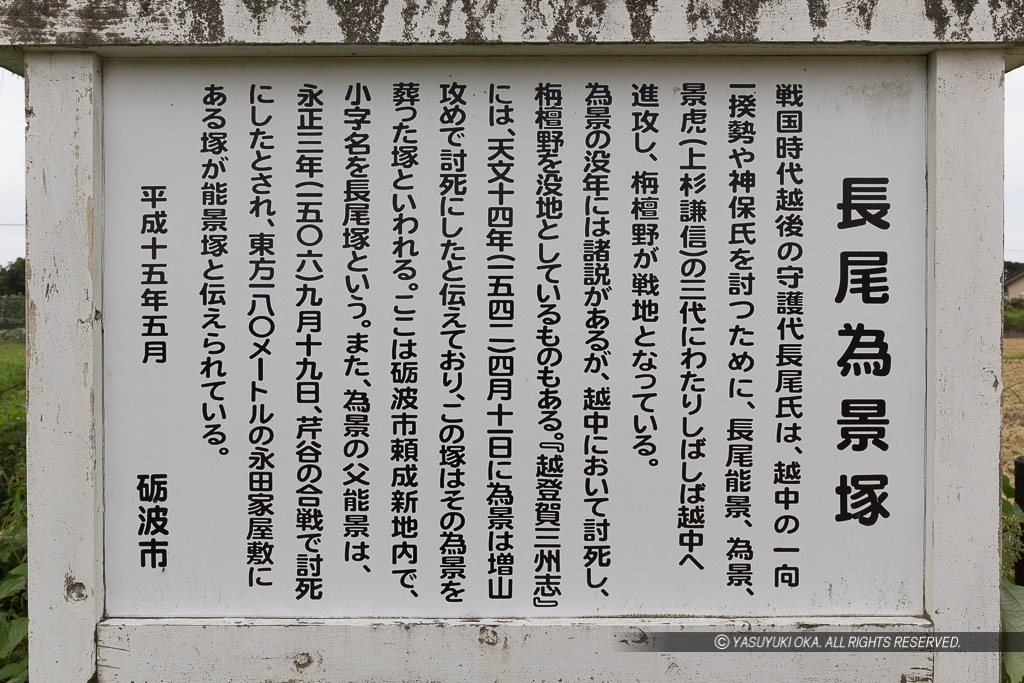 長尾為景塚
戦国時代越後の守護代長尾氏は、越中の一向
一揆勢や神保氏を討つために、長尾能景、為景、
景虎(上杉謙信)の三代にわたりしばしば越中へ
進攻し、栴檀野が戦地となっている。
為景の没年には諸説があるが、越中において討死し、
栴檀野を没地としているものもある。『越登賀三州志』
には、天文十四年(一五四二)四月十一日に為景は増山
攻めで討死にしたと伝えており、この塚はその為景を
葬った塚といわれる。ここは砺波市頼成新地内で、
小字名を長尾塚という。また、為景の父能景は、
永正三年(一五〇六)九月十九日、芹谷の合戦で討死
にしたとされ、東方一八〇メートルの永田家屋敷に
ある塚が能景塚と伝えられている。
平成十五年五月 砺波市
© YASUYUKI OKA. ALL RIGHTS RESERVED.